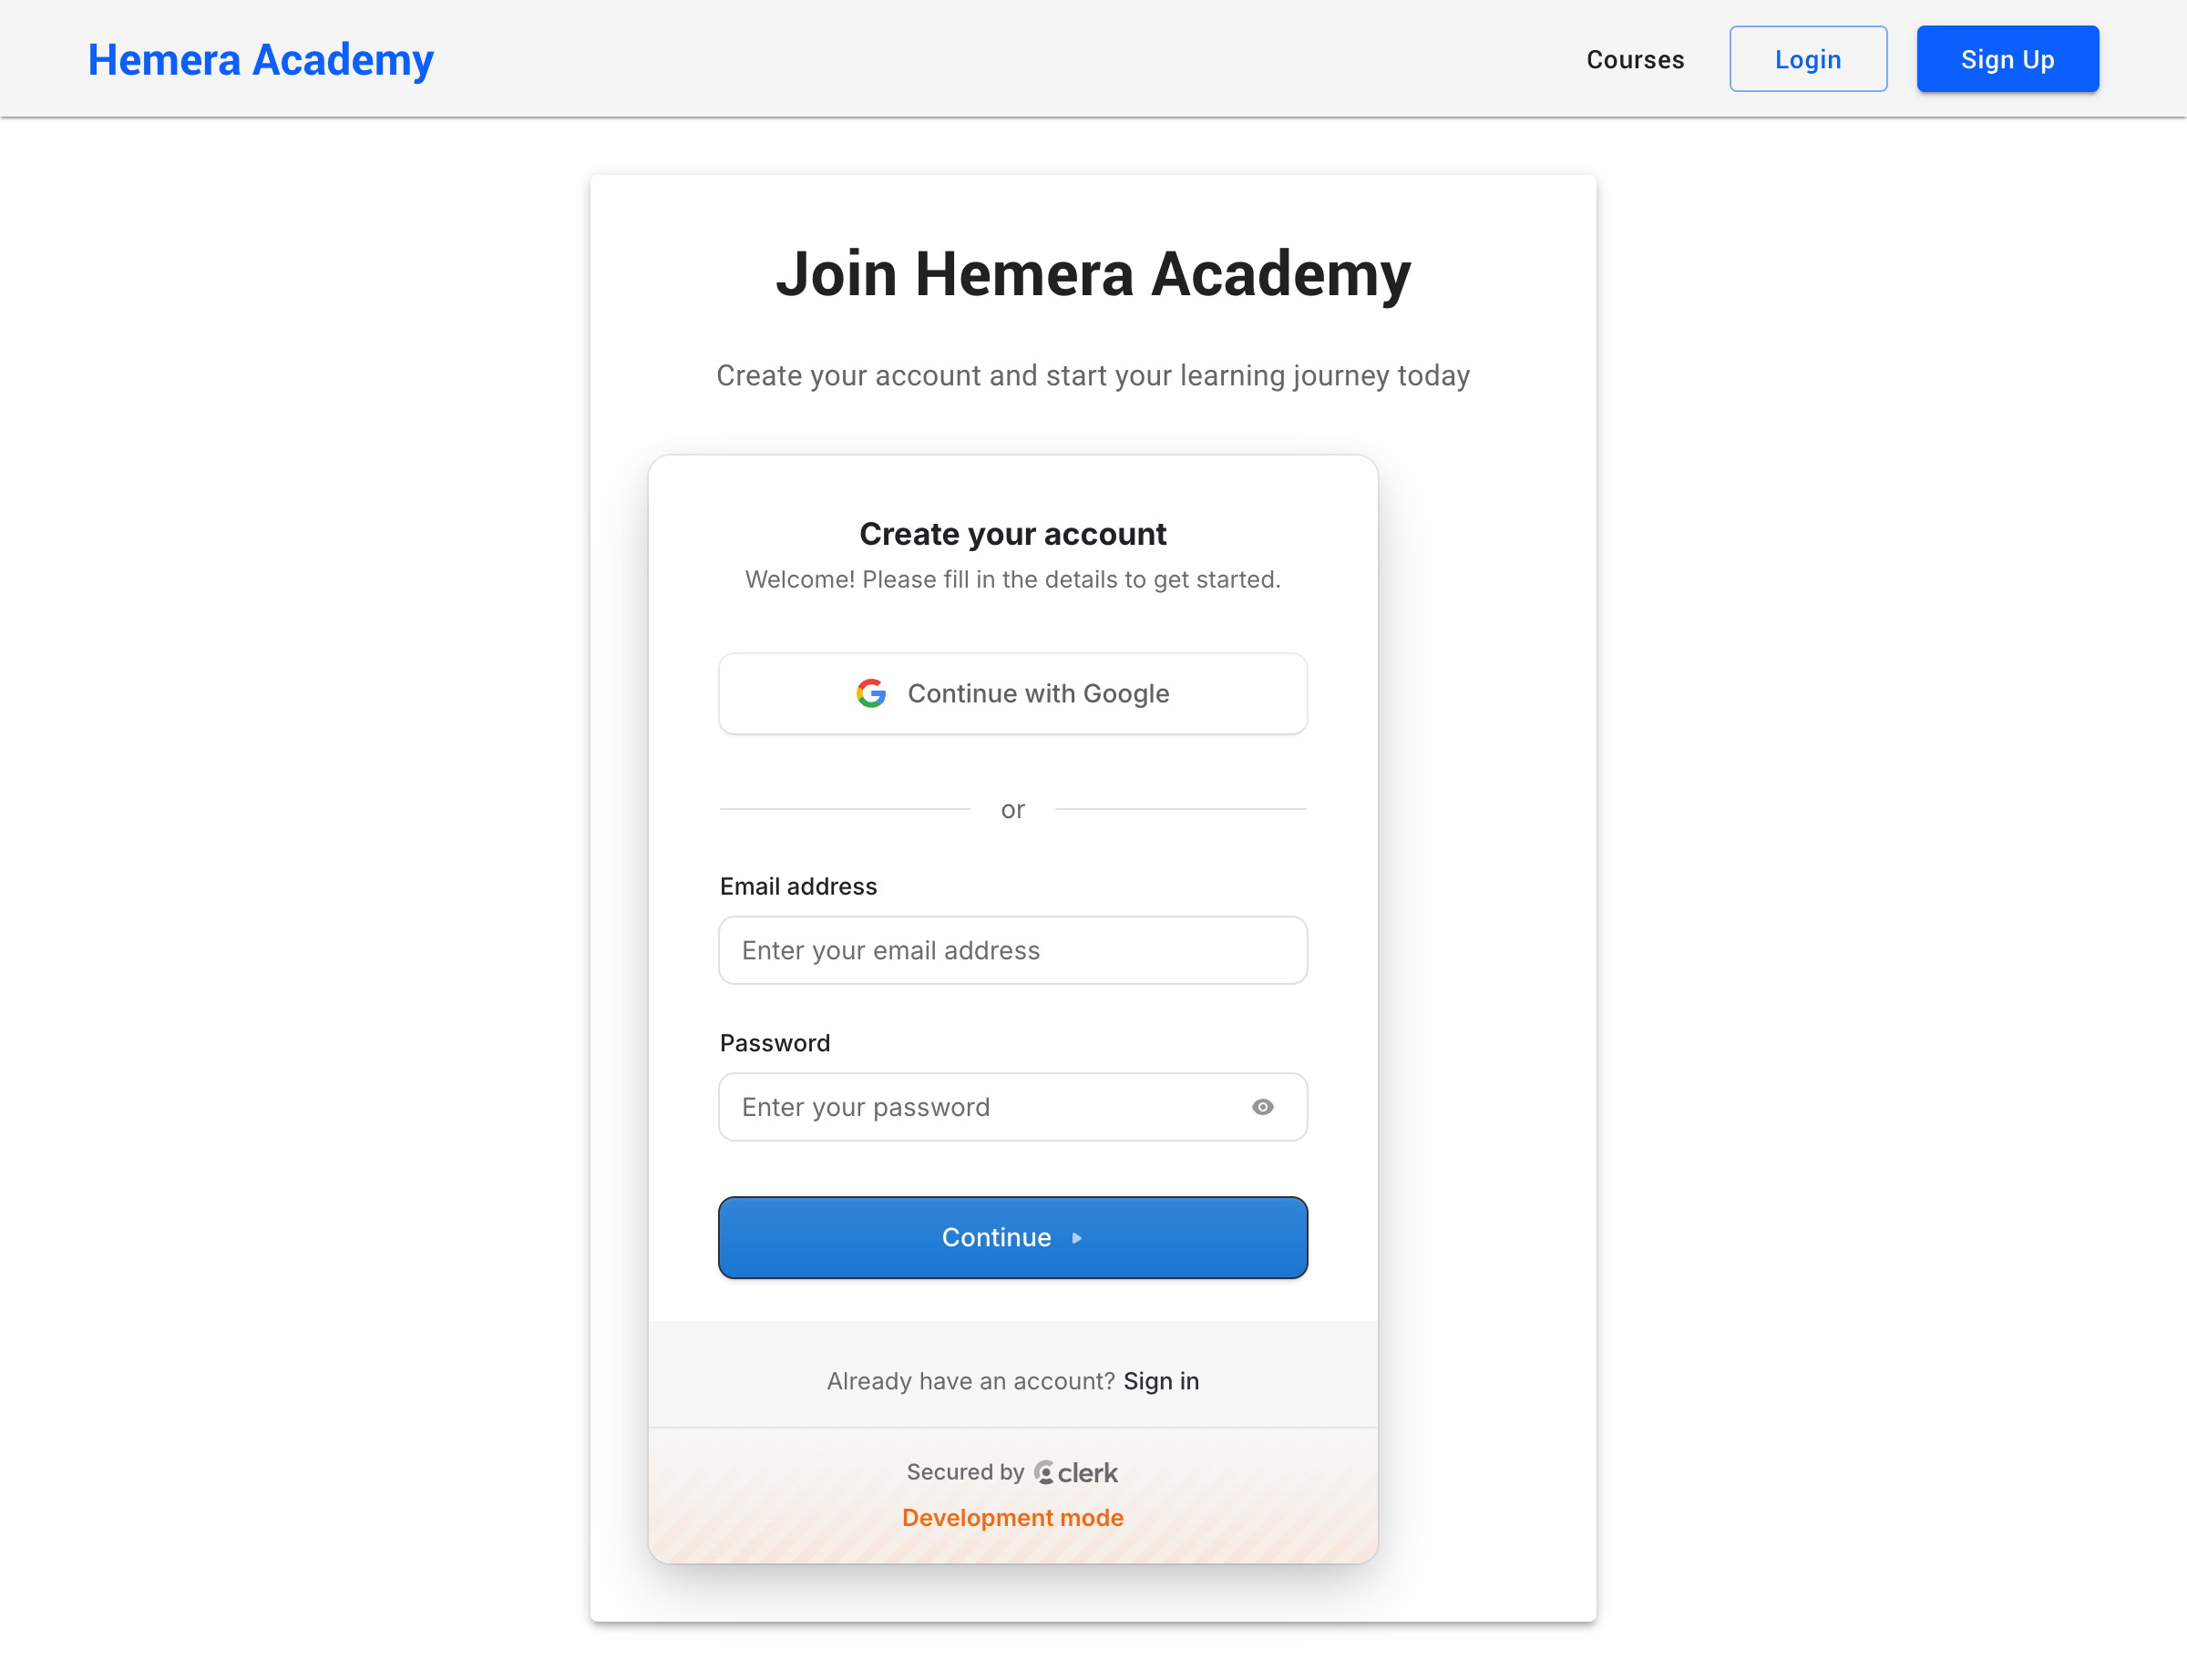 Hemera Academy
Courses
Login
Sign Up
Join Hemera Academy
Create your account and start your learning journey today
Create your account
Welcome! Please fill in the details to get started.
Continue with Google
or
Email address
Enter your email address
Password
Enter your password
Continue
Already have an account? Sign in
Secured by clerk
Development mode